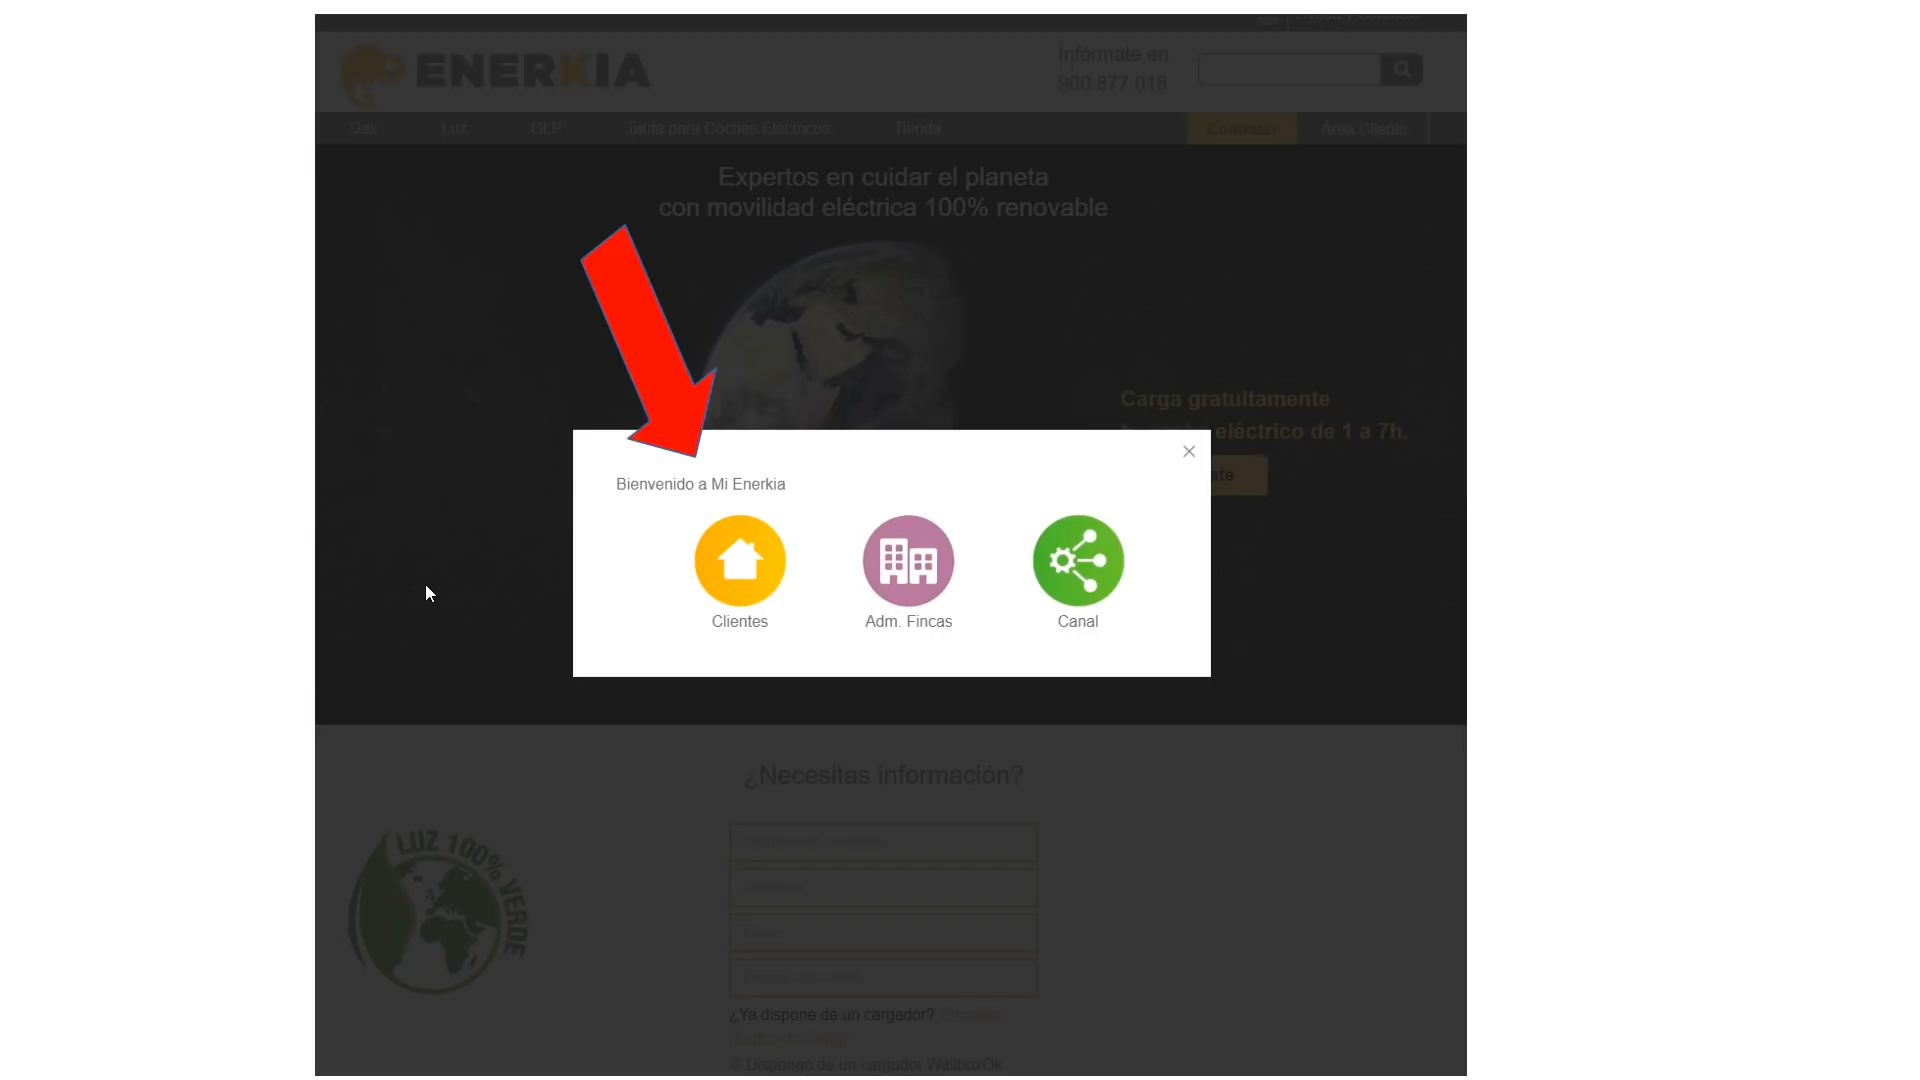 ENERKIA
Infórmate en
900 877 018
Gas Luz GLP Tarifa para Coches Eléctricos Tienda Contratar Área Cliente
Expertos en cuidar el planeta
con movilidad eléctrica 100% renovable
Carga gratuitamente
eléctrico de 1 a 7h.
Bienvenido a Mi Enerkia
Clientes Adm. Fincas Canal
¿Necesitas información?
LUZ 100% VERDE
¿Ya dispone de un cargador?
Dispongo de un cargador WallboxOk